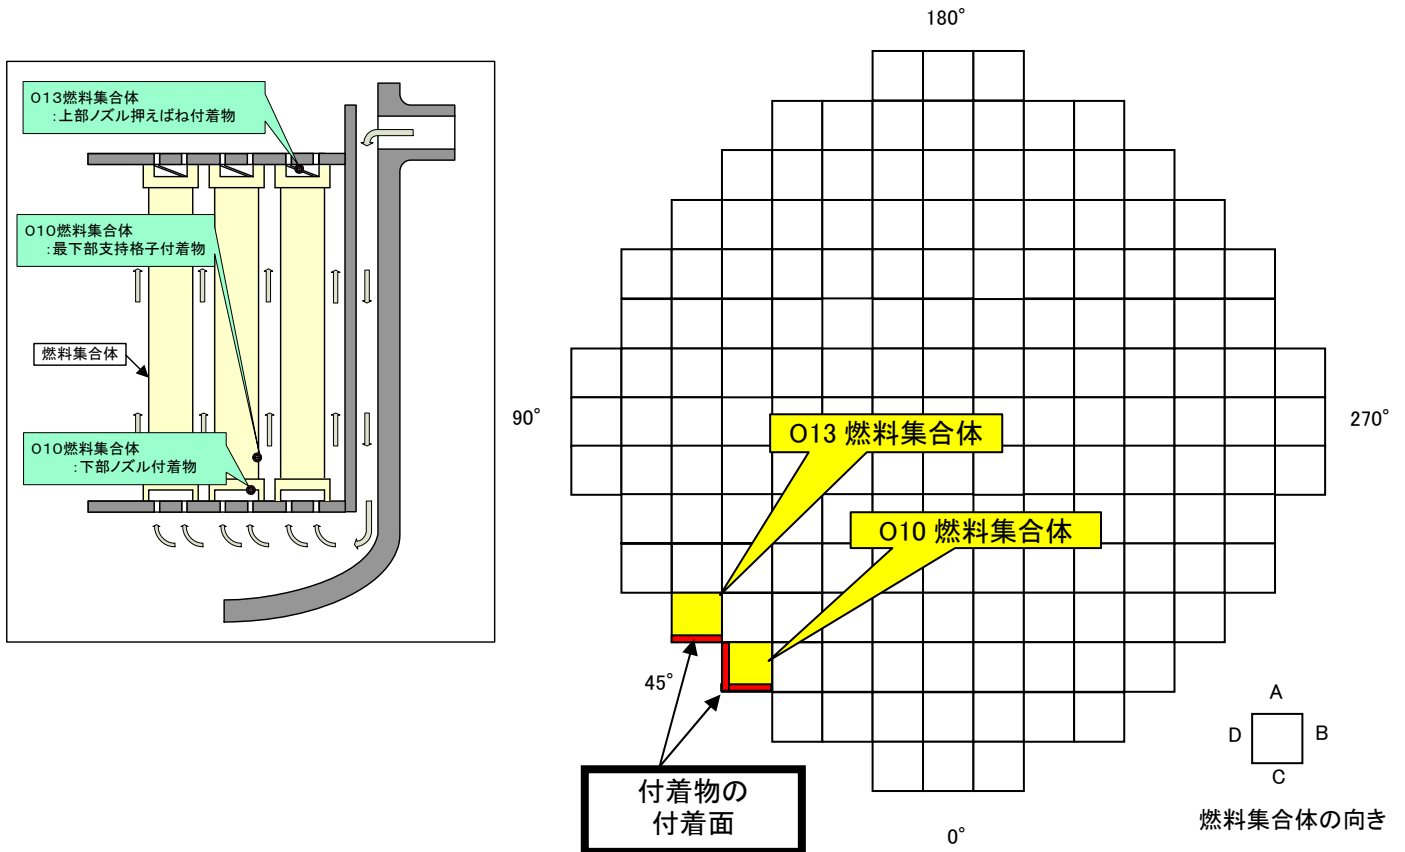 O13燃料集合体
:上部ノズル押えばね付着物
O10燃料集合体
:最下部支持格子付着物
燃料集合体
O10燃料集合体
:下部ノズル付着物
180°
90°
270°
O13 燃料集合体
O10 燃料集合体
45°
付着物の
付着面
0°
A
D
B
C
燃料集合体の向き